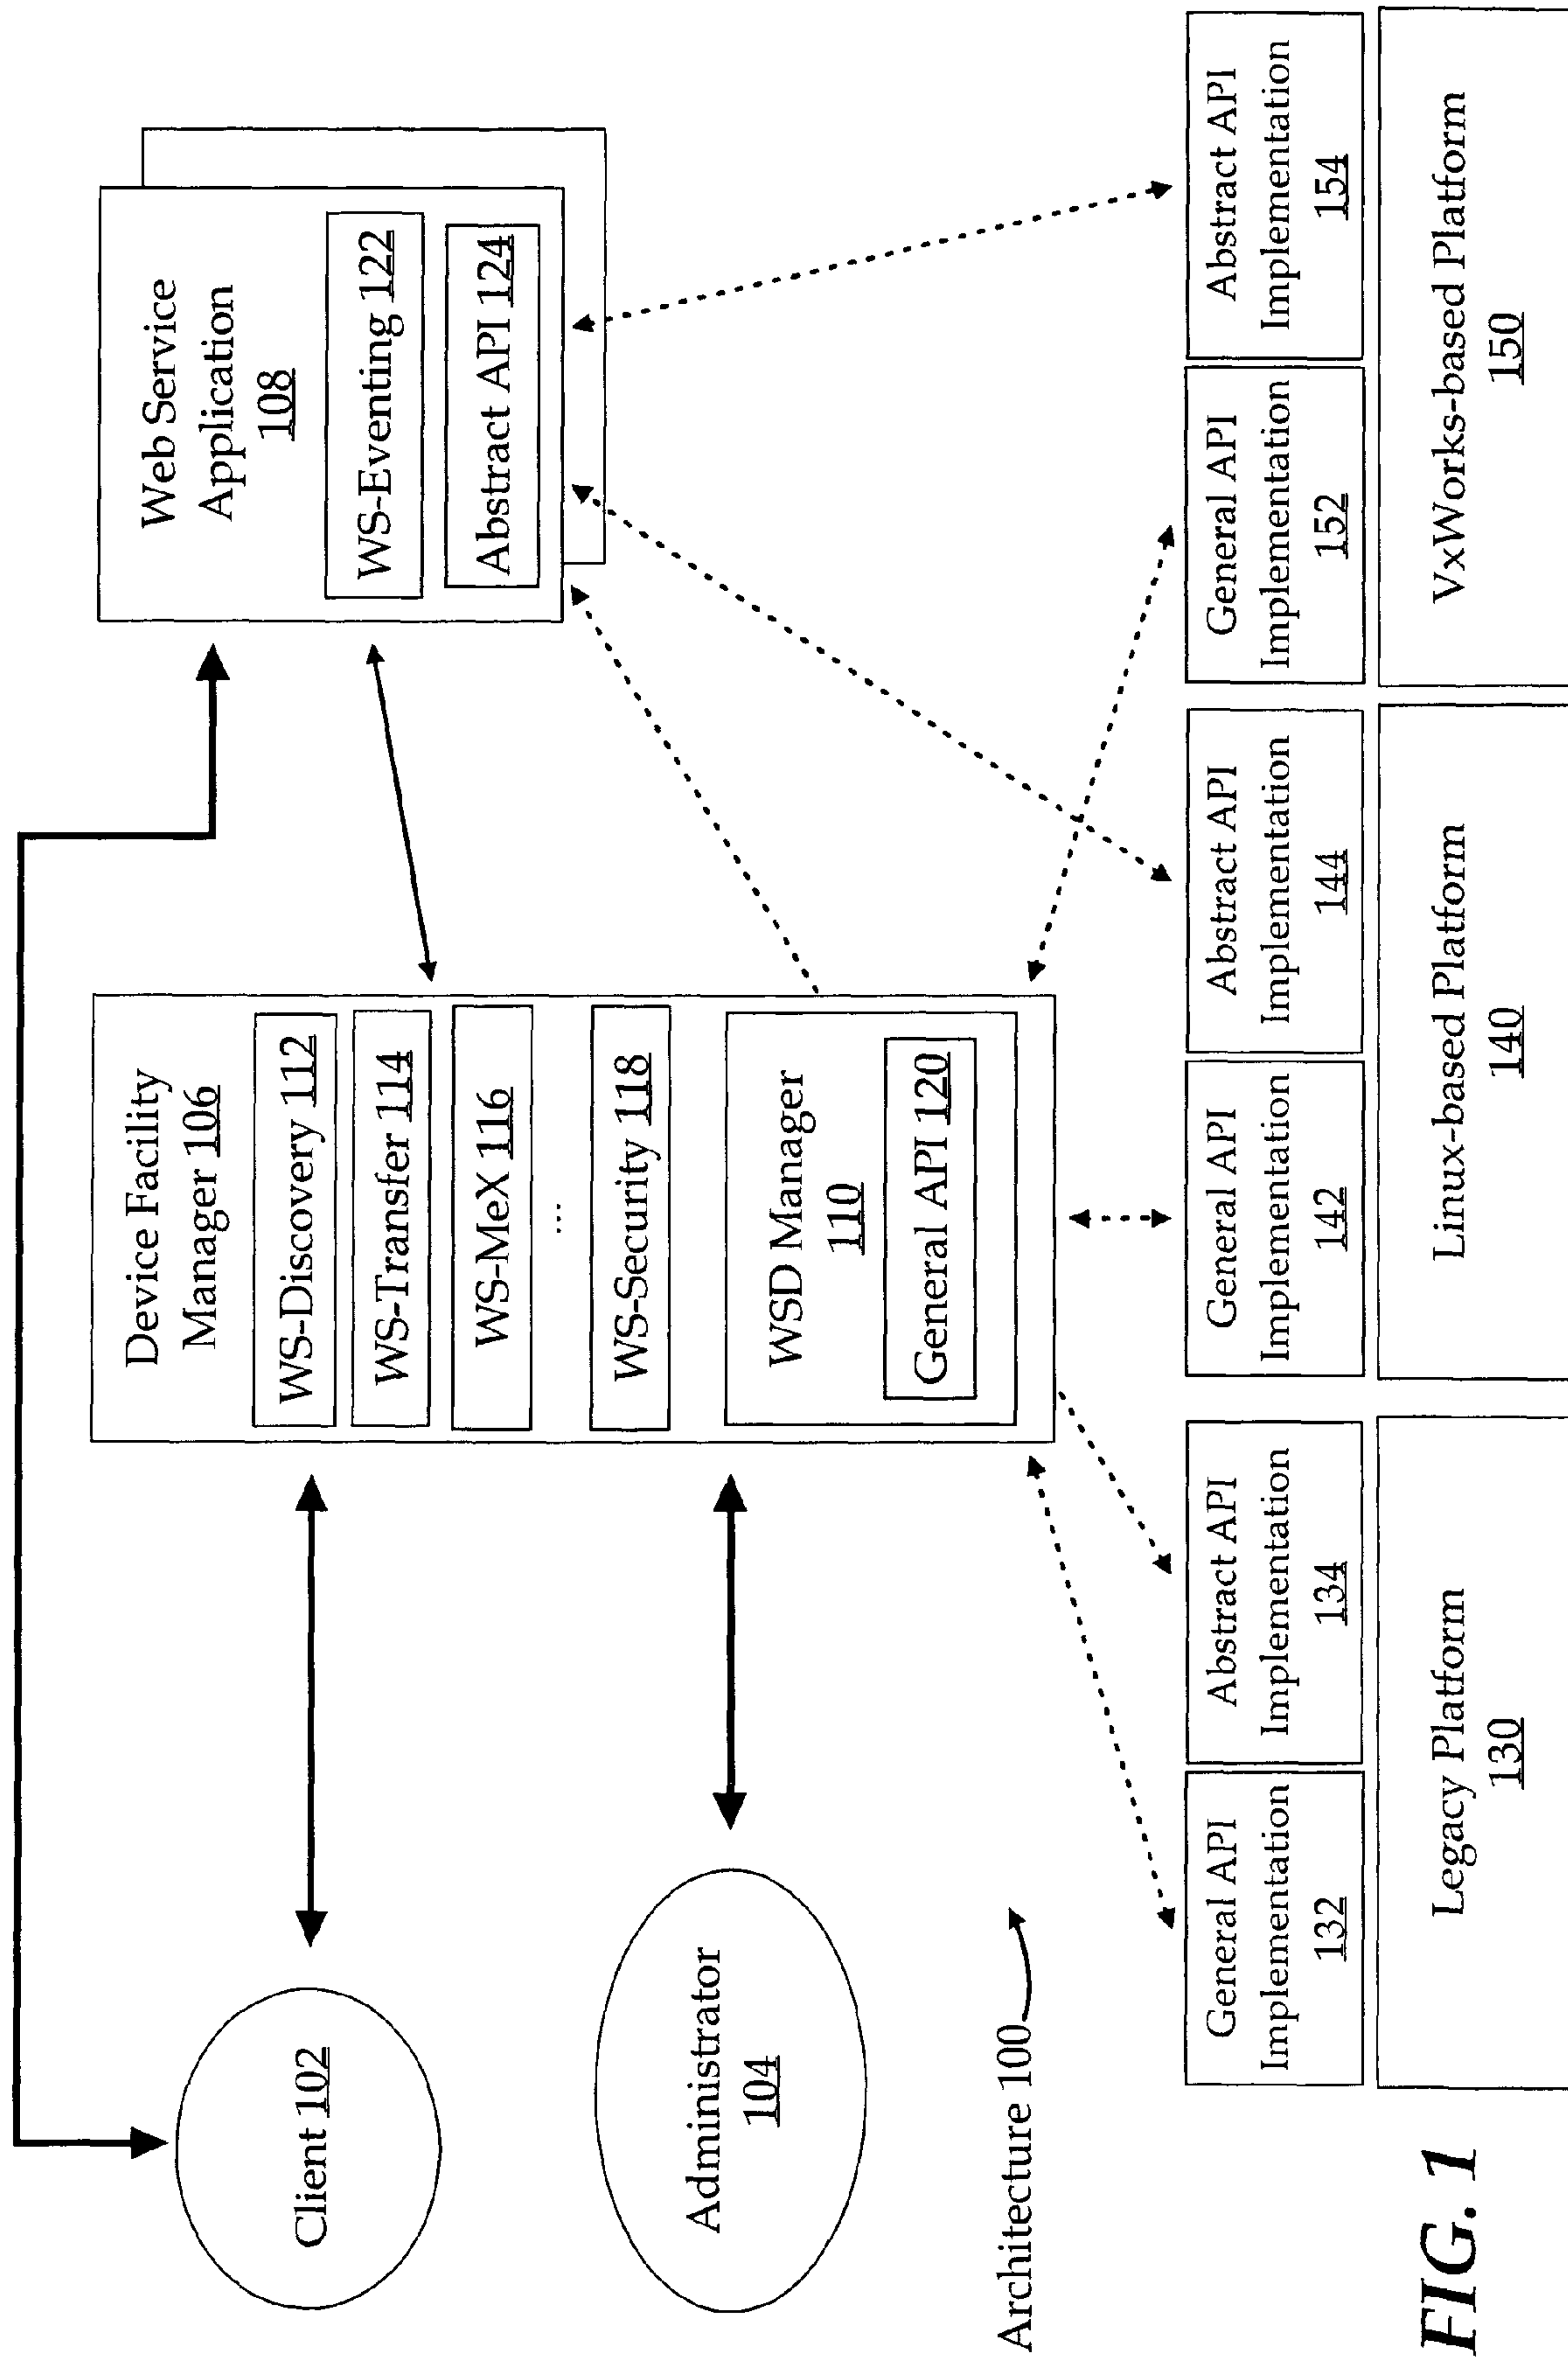 Client 102
Administrator
104
Architecture 100
Device Facility
Manager 106
WS-Discovery 112
WS-Transfer 114
WS-MeX 116
...
WS-Security 118
WSD Manager
110
General API 120
Web Service
Application
108
WS-Eventing 122
Abstract API 124
General API
Implementation
132
Abstract API
Implementation
134
Legacy Platform
130
General API
Implementation
142
Abstract API
Implementation
144
Linux-based Platform
140
General API
Implementation
152
Abstract API
Implementation
154
VxWorks-based Platform
150
FIG. 1